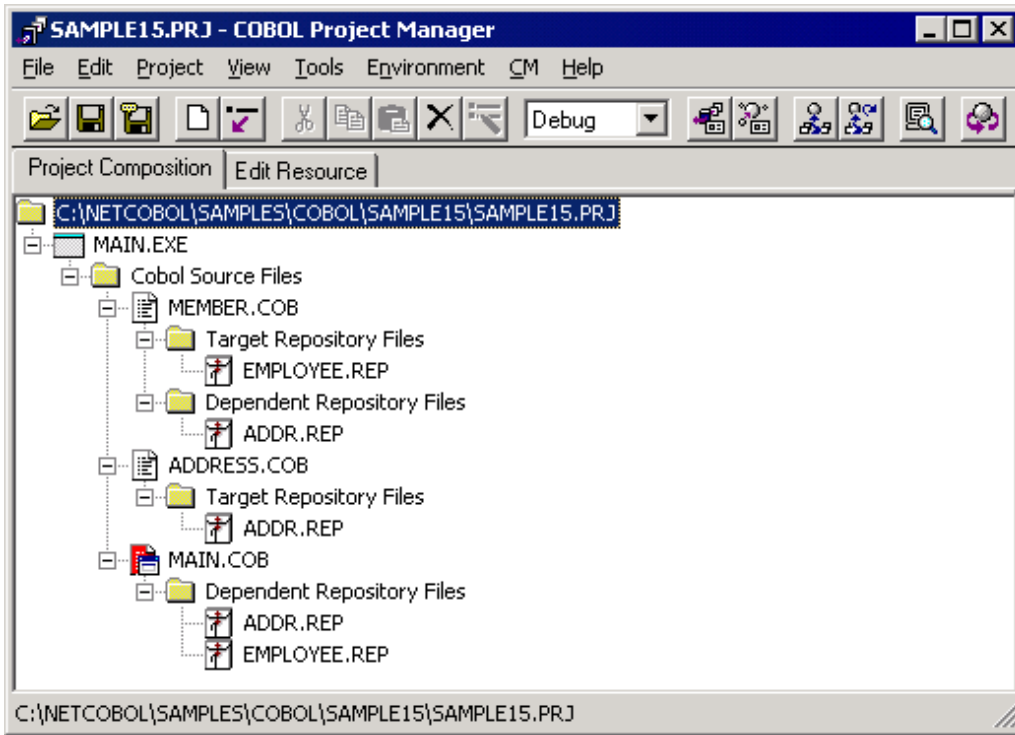 SAMPLE15.PRJ - COBOL Project Manager
File Edit Project View Tools Environment CM Help
Debug
Project Composition Edit Resource
C:\NETCOBOL\SAMPLES\COBOL\SAMPLE15\SAMPLE15.PRJ
MAIN.EXE
Cobol Source Files
MEMBER.COB
Target Repository Files
EMPLOYEE.REP
Dependent Repository Files
ADDR.REP
ADDRESS.COB
Target Repository Files
ADDR.REP
MAIN.COB
Dependent Repository Files
ADDR.REP
EMPLOYEE.REP
C:\NETCOBOL\SAMPLES\COBOL\SAMPLE15\SAMPLE15.PRJ